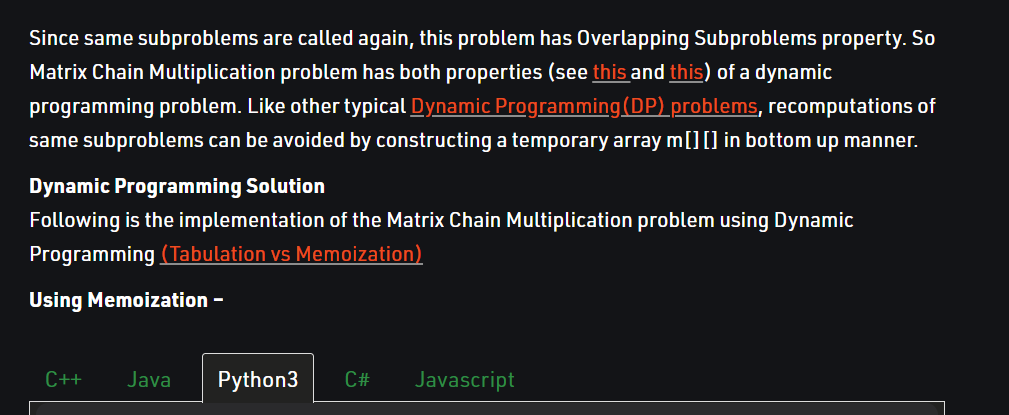 Since same subproblems are called again, this problem has Overlapping Subproblems property. So
Matrix Chain Multiplication problem has both properties (see this and this) of a dynamic
programming problem. Like other typical Dynamic Programming(DP) problems, recomputations of
same subproblems can be avoided by constructing a temporary array m[][] in bottom up manner.
Dynamic Programming Solution
Following is the implementation of the Matrix Chain Multiplication problem using Dynamic
Programming (Tabulation vs Memoization)
Using Memoization –
C++ Java Python3 C# Javascript